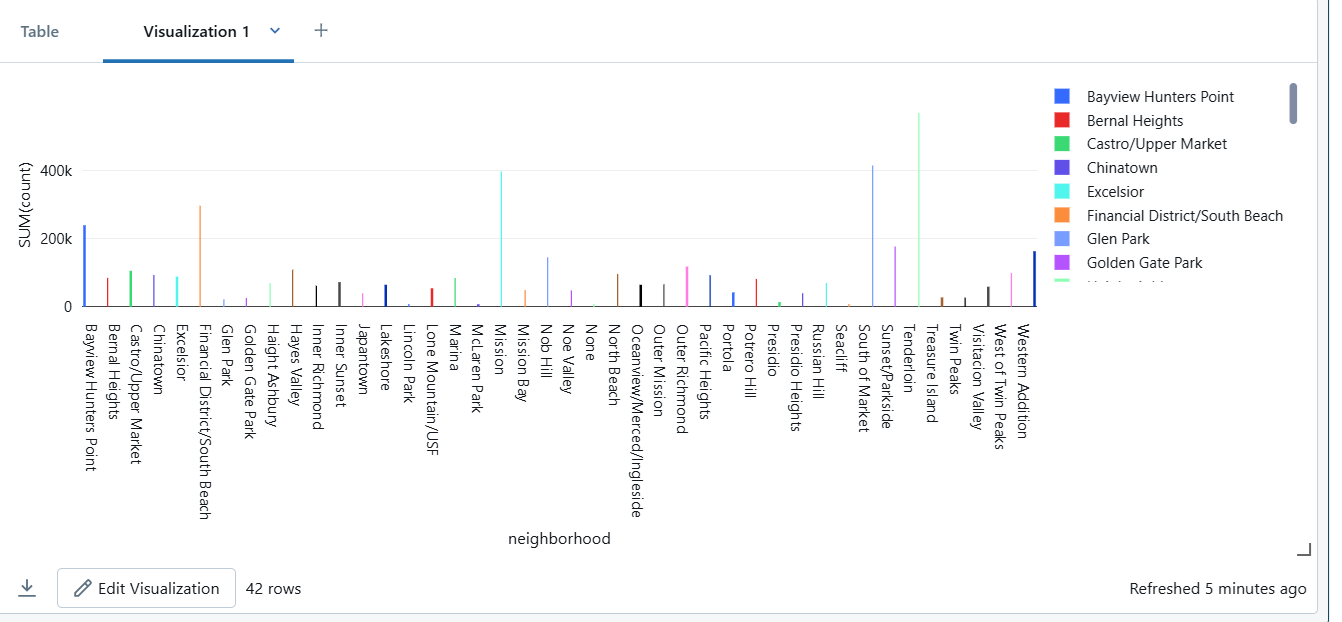 Table
Visualization 1
+
SUM(count)
400k
200k
0
Bayview Hunters Point
Bernal Heights
Castro/Upper Market
Chinatown
Excelsior
Financial District/South Beach
Glen Park
Golden Gate Park
Haight Ashbury
Hayes Valley
Inner Richmond
Inner Sunset
Japantown
Lakeshore
Lincoln Park
Lone Mountain/USF
Marina
McLaren Park
Mission
Mission Bay
Nob Hill
Noe Valley
None
North Beach
Oceanview/Merced/Ingleside
Outer Mission
Outer Richmond
Pacific Heights
Portola
Potrero Hill
Presidio
Presidio Heights
Russian Hill
Seacliff
South of Market
Sunset/Parkside
Tenderloin
Treasure Island
Twin Peaks
Visitacion Valley
West of Twin Peaks
Western Addition
neighborhood
Bayview Hunters Point
Bernal Heights
Castro/Upper Market
Chinatown
Excelsior
Financial District/South Beach
Glen Park
Golden Gate Park
Edit Visualization
42 rows
Refreshed 5 minutes ago